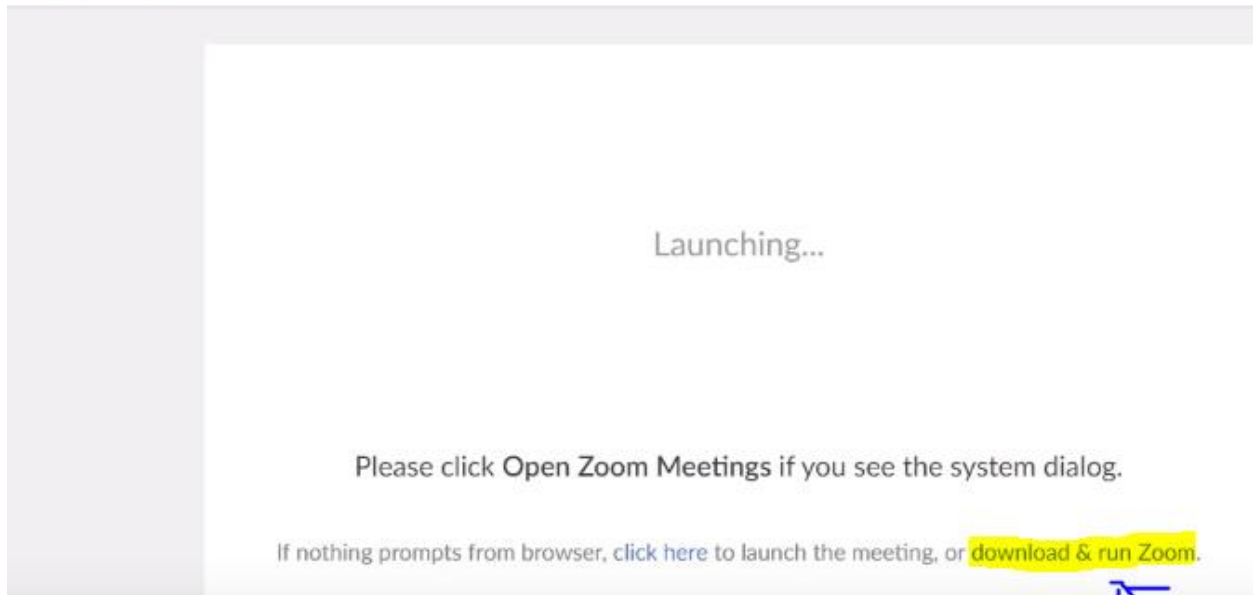 Launching...
Please click Open Zoom Meetings if you see the system dialog.
If nothing prompts from browser, click here to launch the meeting, or download & run Zoom.